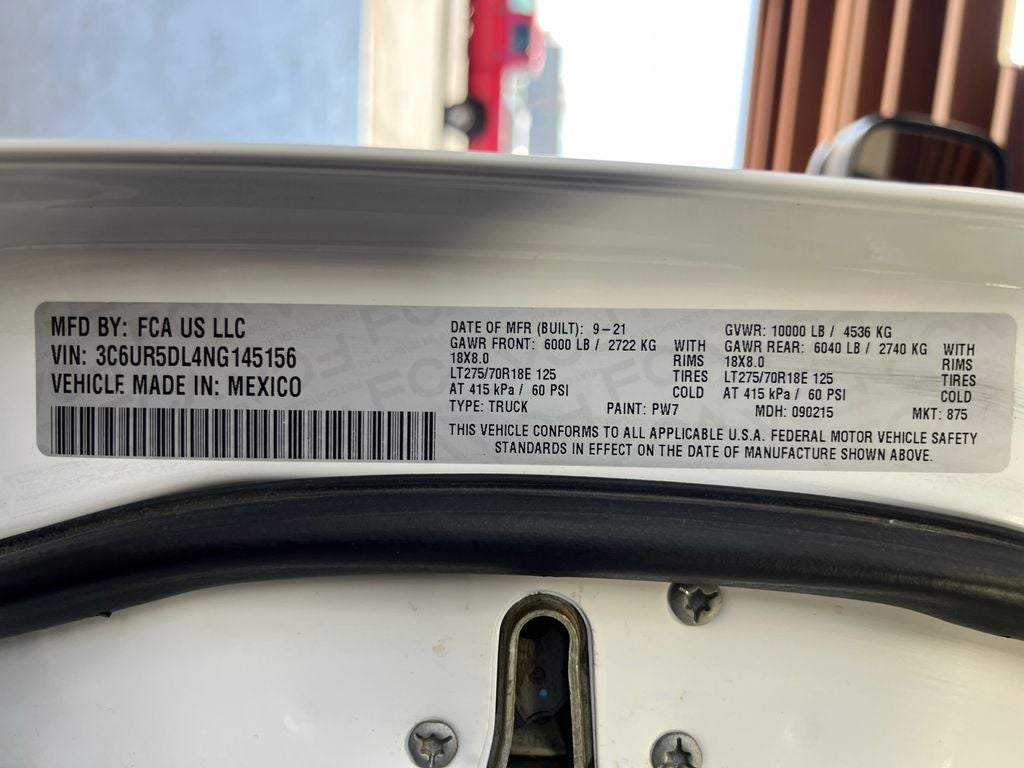 MFD BY: FCA US LLC
VIN: 3C6UR5DL4NG145156
VEHICLE MADE IN: MEXICO
DATE OF MFR (BUILT): 9-21
GVWR: 10000 LB / 4536 KG
GAWR FRONT: 6000 LB / 2722 KG WITH
GAWR REAR: 6040 LB / 2740 KG WITH
18X8.0 RIMS
18X8.0 RIMS
LT275/70R18E 125 TIRES
LT275/70R18E 125 TIRES
AT 415 kPa / 60 PSI COLD
AT 415 kPa / 60 PSI COLD
TYPE: TRUCK PAINT: PW7 MDH: 090215 MKT: 875
THIS VEHICLE CONFORMS TO ALL APPLICABLE U.S.A. FEDERAL MOTOR VEHICLE SAFETY
STANDARDS IN EFFECT ON THE DATE OF MANUFACTURE SHOWN ABOVE.